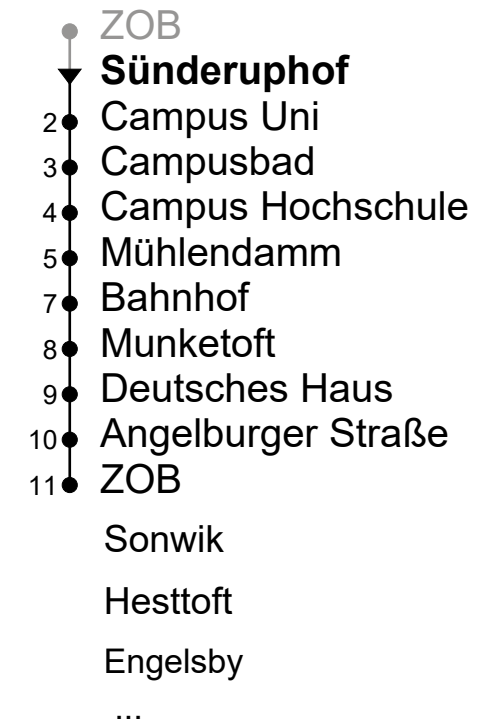 ZOB
Sünderuphof
2 Campus Uni
3 Campusbad
4 Campus Hochschule
5 Mühlendamm
7 Bahnhof
8 Munketoft
9 Deutsches Haus
10 Angelburger Straße
11 ZOB
Sonwik
Hesttoft
Engelsby
...